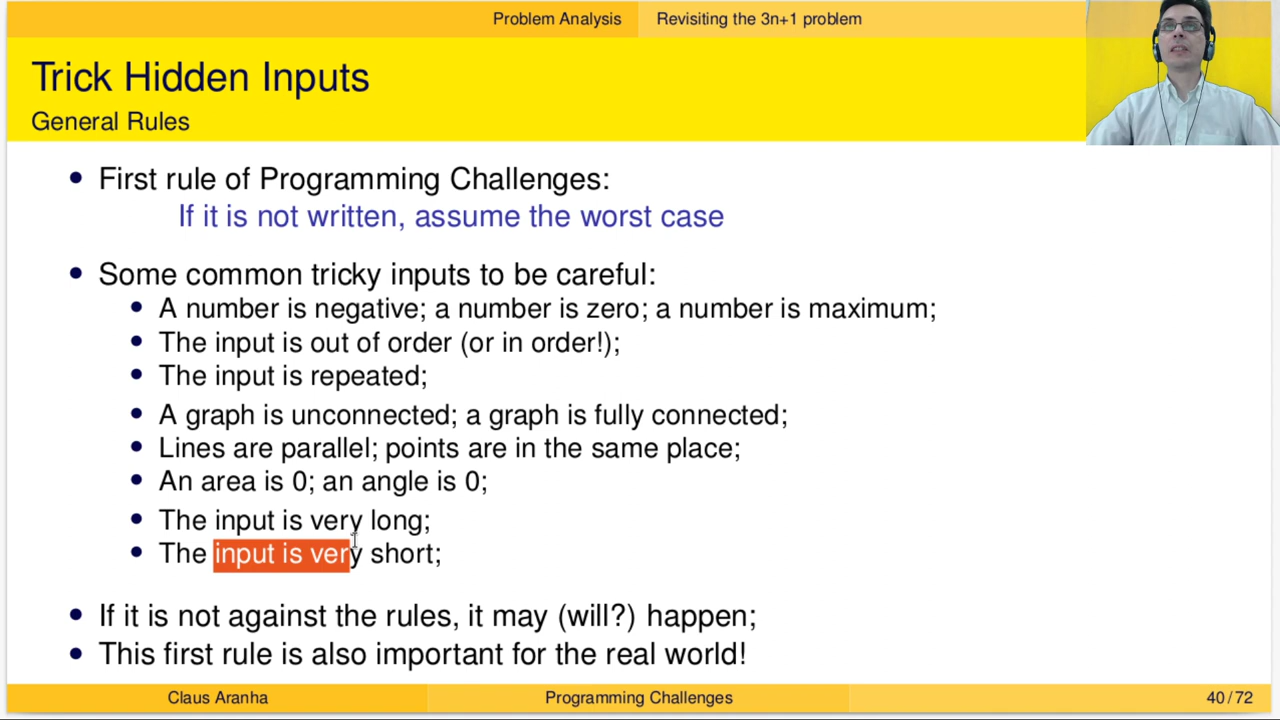 Problem Analysis Revisiting the 3n+1 problem
Trick Hidden Inputs
General Rules
First rule of Programming Challenges:
If it is not written, assume the worst case
Some common tricky inputs to be careful:
A number is negative; a number is zero; a number is maximum;
The input is out of order (or in order!);
The input is repeated;
A graph is unconnected; a graph is fully connected;
Lines are parallel; points are in the same place;
An area is 0; an angle is 0;
The input is very long;
The input is very short;
If it is not against the rules, it may (will?) happen;
This first rule is also important for the real world!
Claus Aranha Programming Challenges 40/72